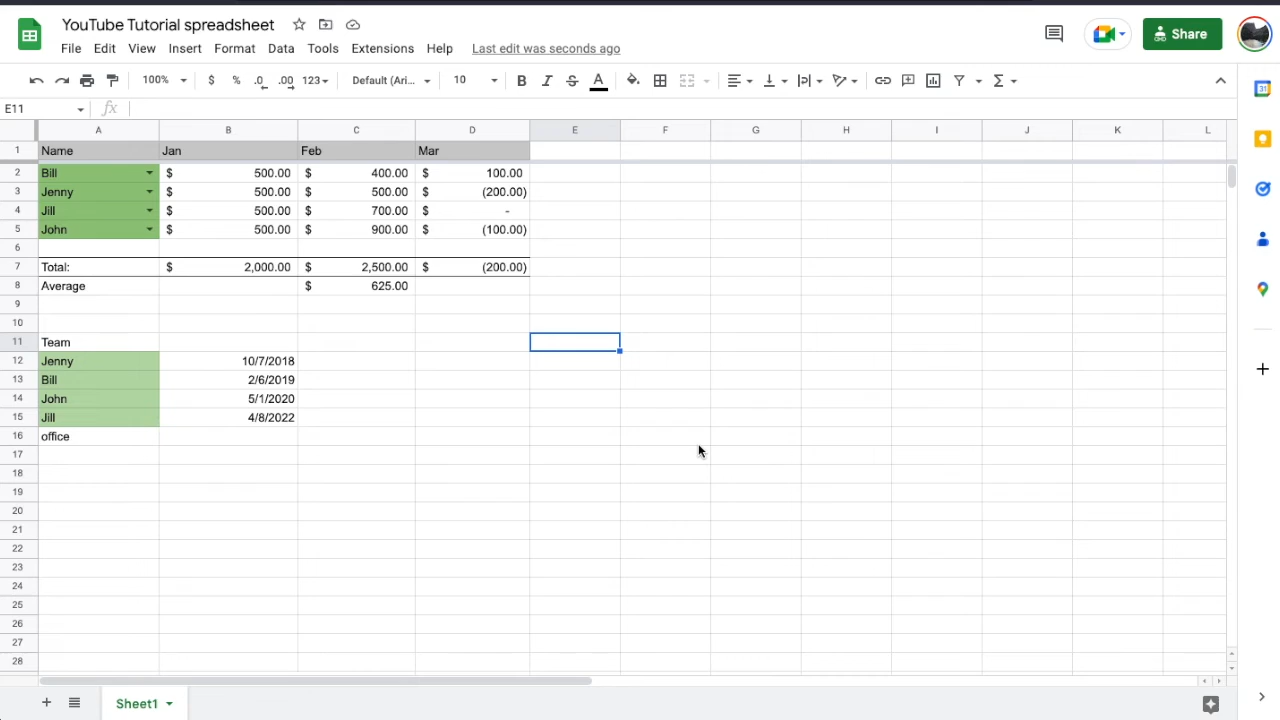 YouTube Tutorial spreadsheet
File Edit View Insert Format Data Tools Extensions Help Last edit was seconds ago
Share
100% $ % .0 .00 123 Default (Ari... 10 B I S A Σ
E11 fx
A B C D E F G H I J K L
1 Name Jan Feb Mar
2 Bill $ 500.00 $ 400.00 $ 100.00
3 Jenny $ 500.00 $ 500.00 $ (200.00)
4 Jill $ 500.00 $ 700.00 $ -
5 John $ 500.00 $ 900.00 $ (100.00)
6
7 Total: $ 2,000.00 $ 2,500.00 $ (200.00)
8 Average $ 625.00
9
10
11 Team
12 Jenny 10/7/2018
13 Bill 2/6/2019
14 John 5/1/2020
15 Jill 4/8/2022
16 office
17
18
19
20
21
22
23
24
25
26
27
28
Sheet1
31